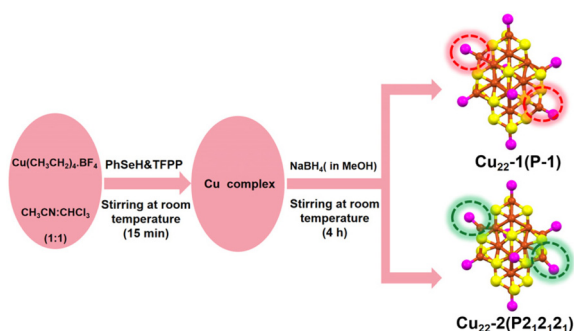 Cu(CH₃CH₂)₄.BF₄
CH₃CN:CHCl₃
(1:1)
PhSeH&TFPP
Stirring at room
temperature
(15 min)
Cu complex
NaBH₄( in MeOH)
Stirring at room
temperature
(4 h)
Cu₂₂-1(P-1)
Cu₂₂-2(P2₁2₁2₁)